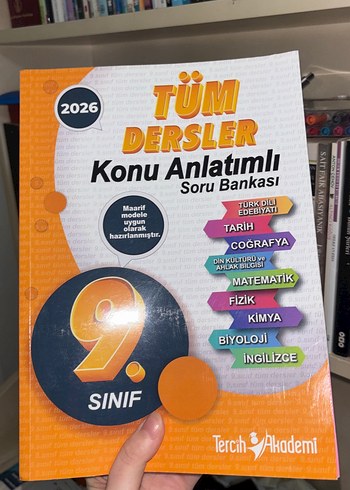 2026
TÜM
DERSLER
Konu Anlatımlı
Soru Bankası
Maarif
modele
uygun
olarak
hazırlanmıştır.
TÜRK DİLİ
EDEBİYATI
TARİH
COĞRAFYA
DİN KÜLTÜRÜ ve
AHLAK BİLGİSİ
MATEMATİK
FİZİK
KİMYA
BİYOLOJİ
İNGİLİZCE
9.
SINIF
Tercih Akademi